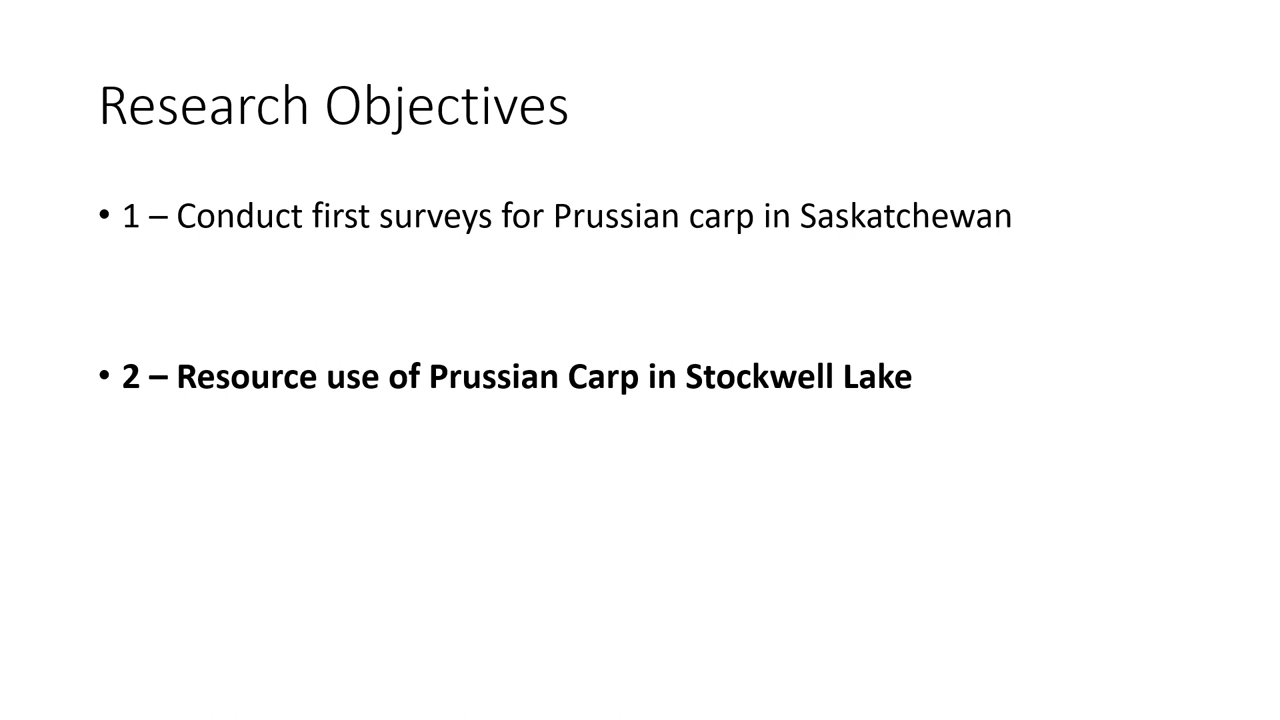 Research Objectives
• 1 – Conduct first surveys for Prussian carp in Saskatchewan
• 2 – Resource use of Prussian Carp in Stockwell Lake